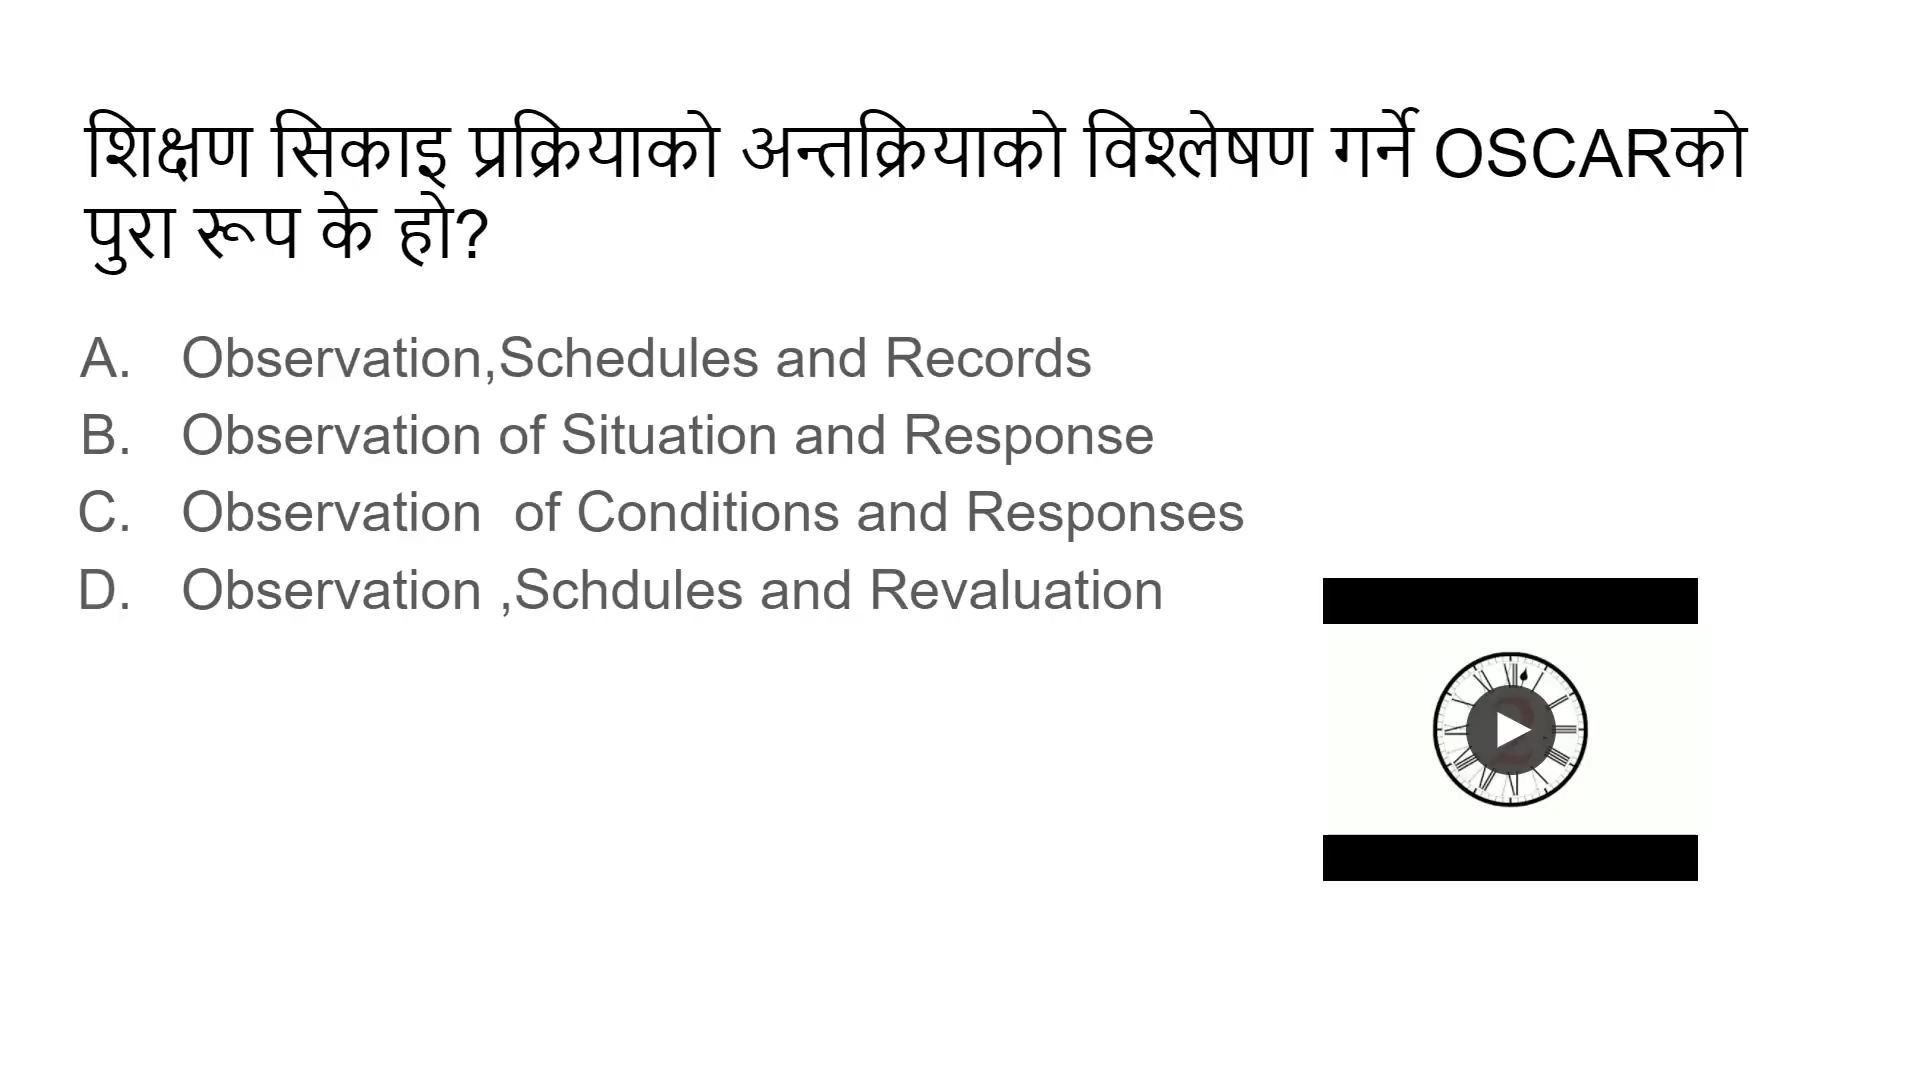 शिक्षण सिकाइ प्रक्रियाको अन्तक्रियाको विश्लेषण गर्ने OSCARको
पुरा रूप के हो?
A. Observation,Schedules and Records
B. Observation of Situation and Response
C. Observation  of Conditions and Responses
D. Observation ,Schdules and Revaluation
2